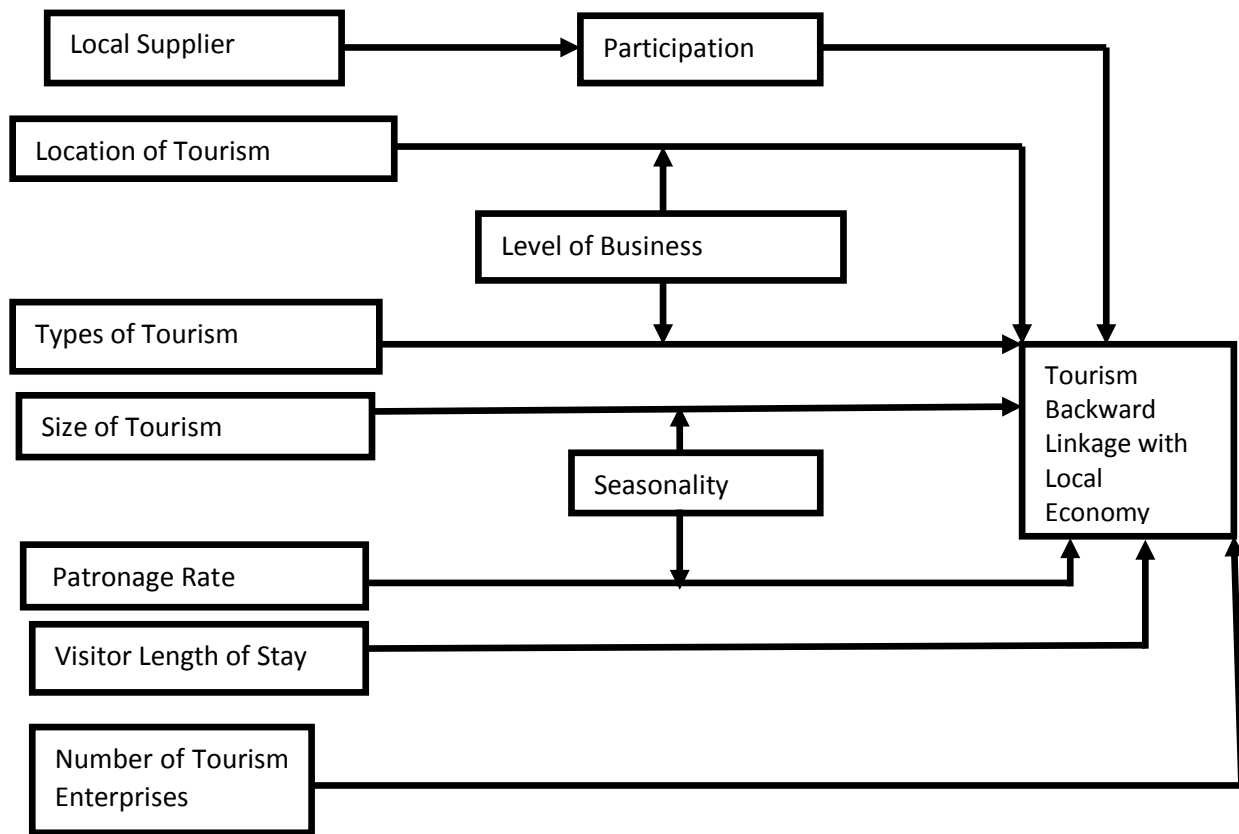 Local Supplier
Participation
Location of Tourism
Level of Business
Types of Tourism
Tourism
Backward
Linkage with
Local
Economy
Size of Tourism
Seasonality
Patronage Rate
Visitor Length of Stay
Number of Tourism
Enterprises